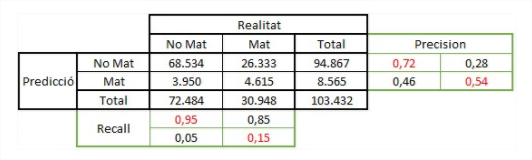 Realitat
No Mat Mat Total Precision
Predicció No Mat 68.534 26.333 94.867 0,72 0,28
Mat 3.950 4.615 8.565 0,46 0,54
Total 72.484 30.948 103.432
Recall 0,95 0,85
0,05 0,15